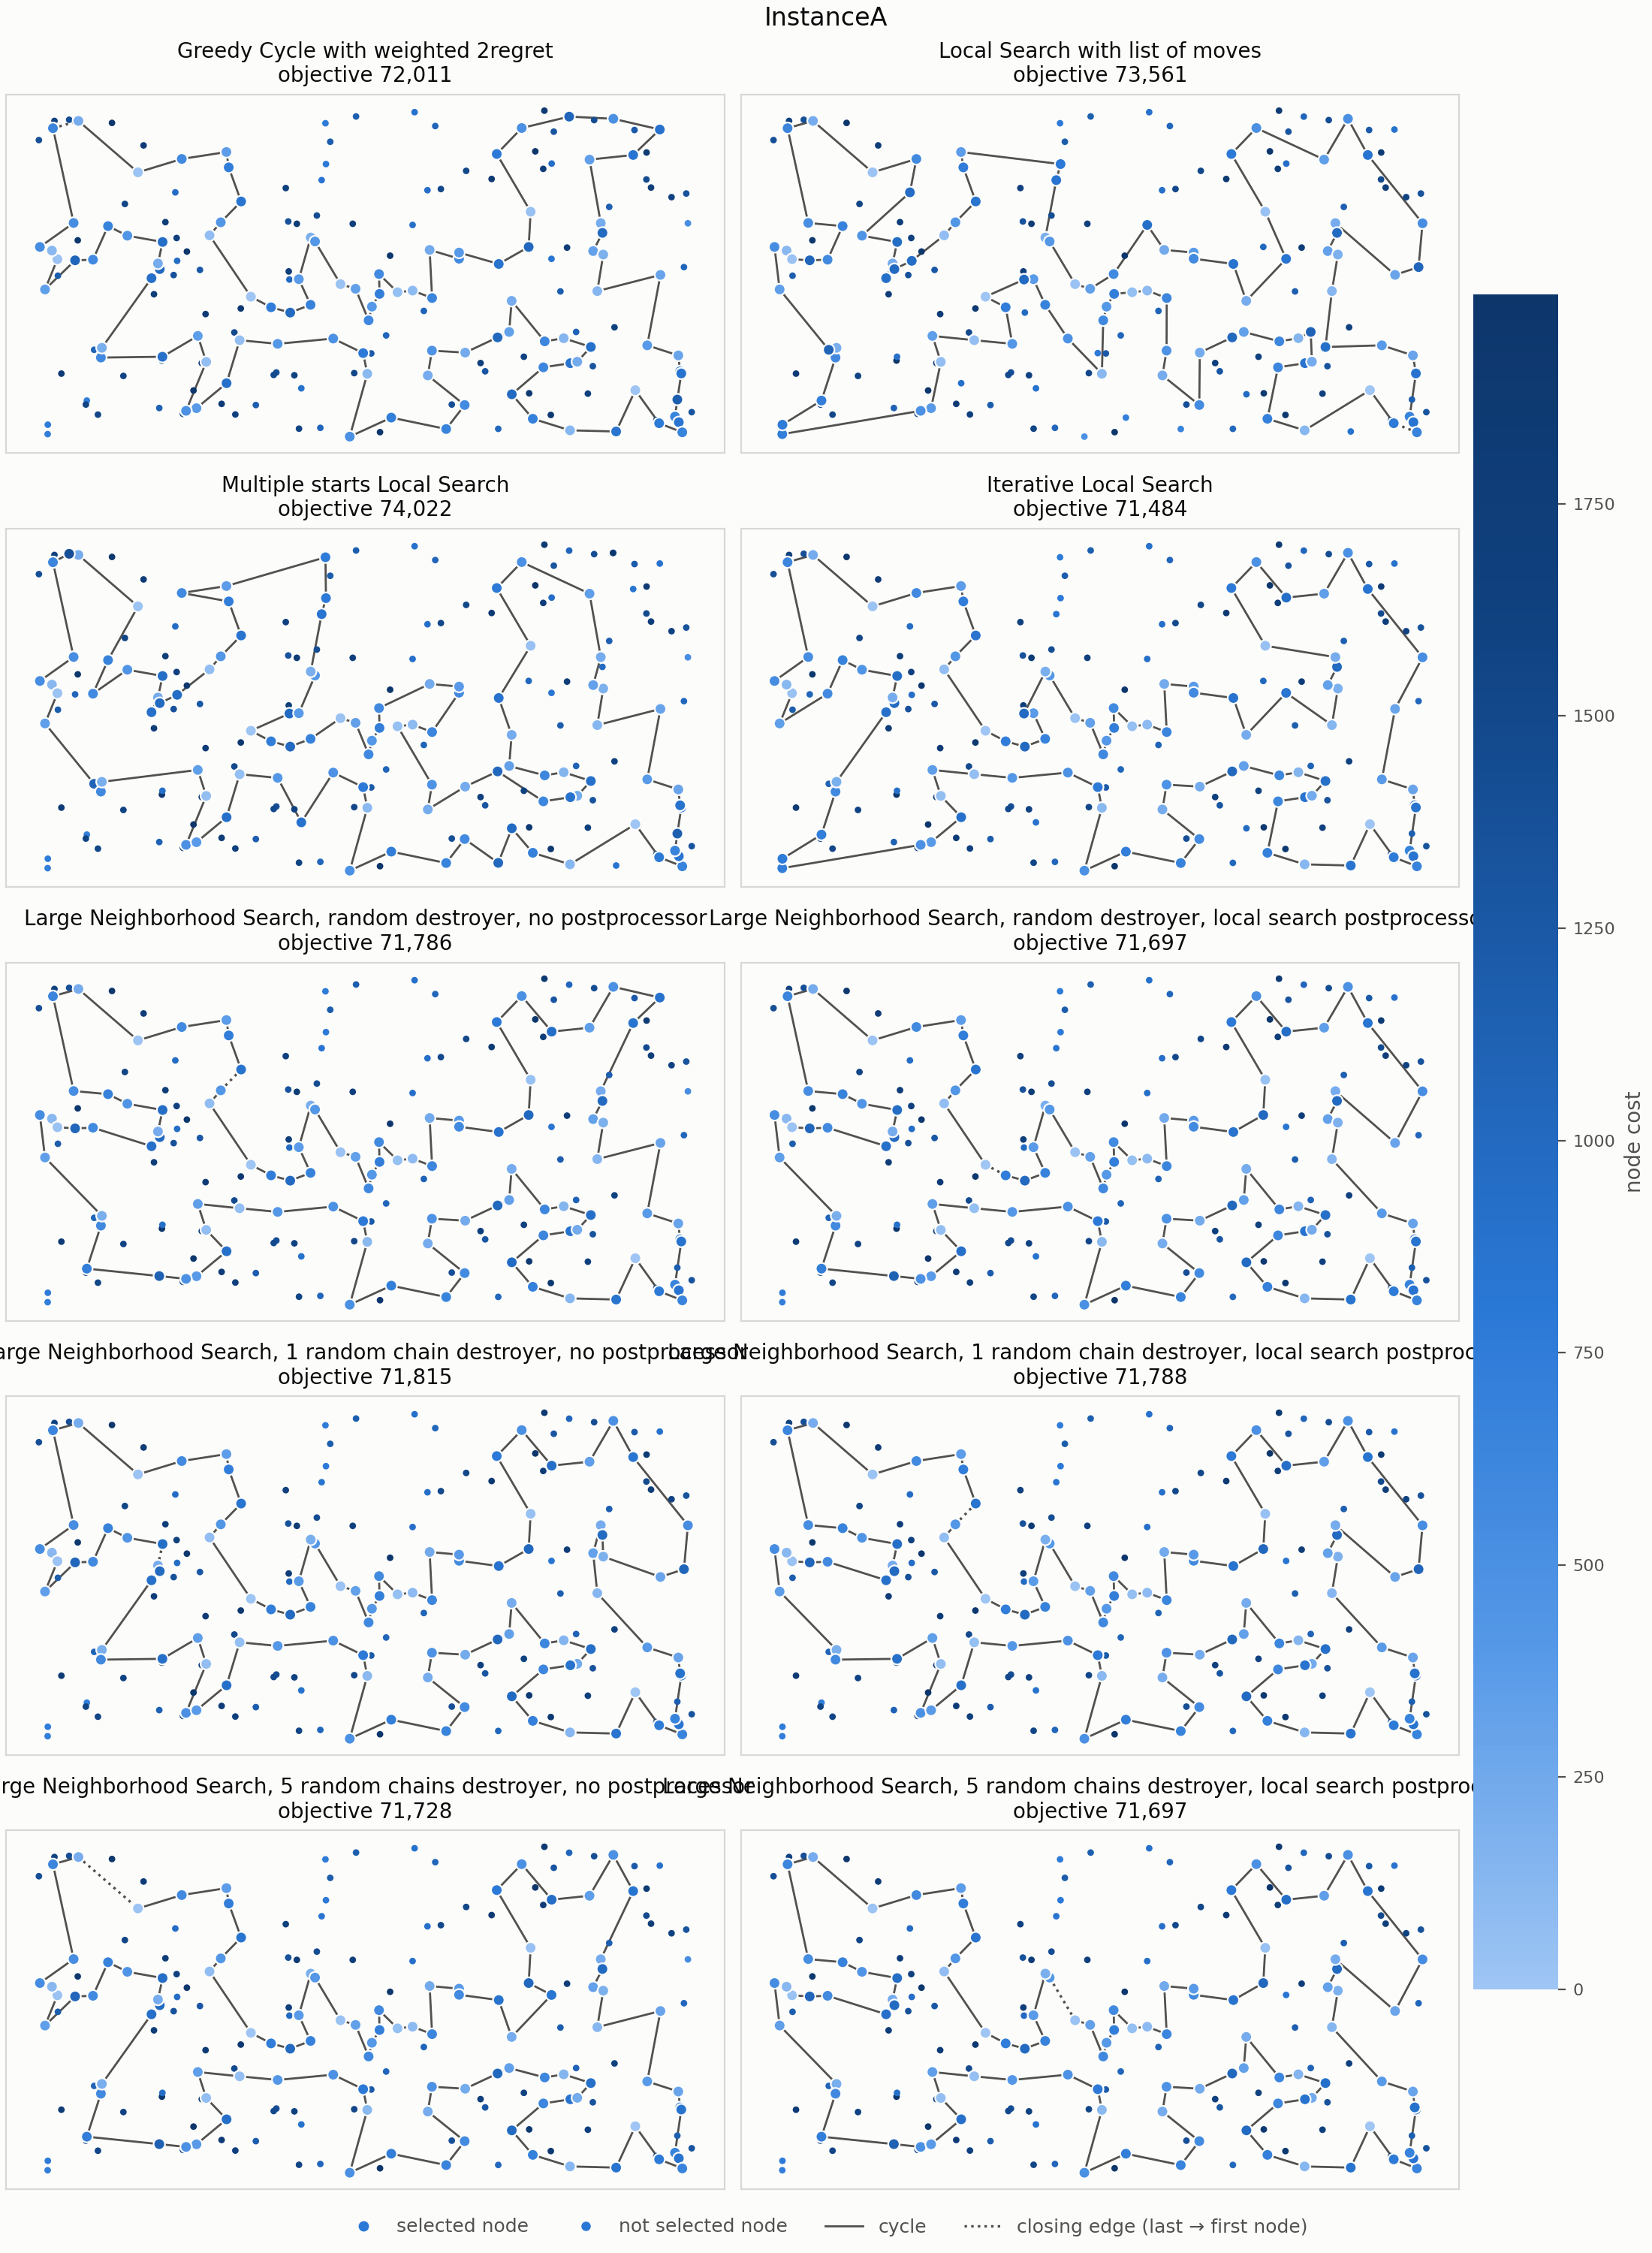 InstanceA
Greedy Cycle with weighted 2regret
objective 72,011
Local Search with list of moves
objective 73,561
Multiple starts Local Search
objective 74,022
Iterative Local Search
objective 71,484
Large Neighborhood Search, random destroyer, no postprocessor
objective 71,786
Large Neighborhood Search, random destroyer, local search postprocesso
objective 71,697
arge Neighborhood Search, 1 random chain destroyer, no postprocessor
objective 71,815
Large Neighborhood Search, 1 random chain destroyer, local search postproc
objective 71,788
rge Neighborhood Search, 5 random chains destroyer, no postprocessor
objective 71,728
Large Neighborhood Search, 5 random chains destroyer, local search postproc
objective 71,697
1750
1500
1250
1000
750
500
250
0
node cost
selected node
not selected node
cycle
closing edge (last → first node)